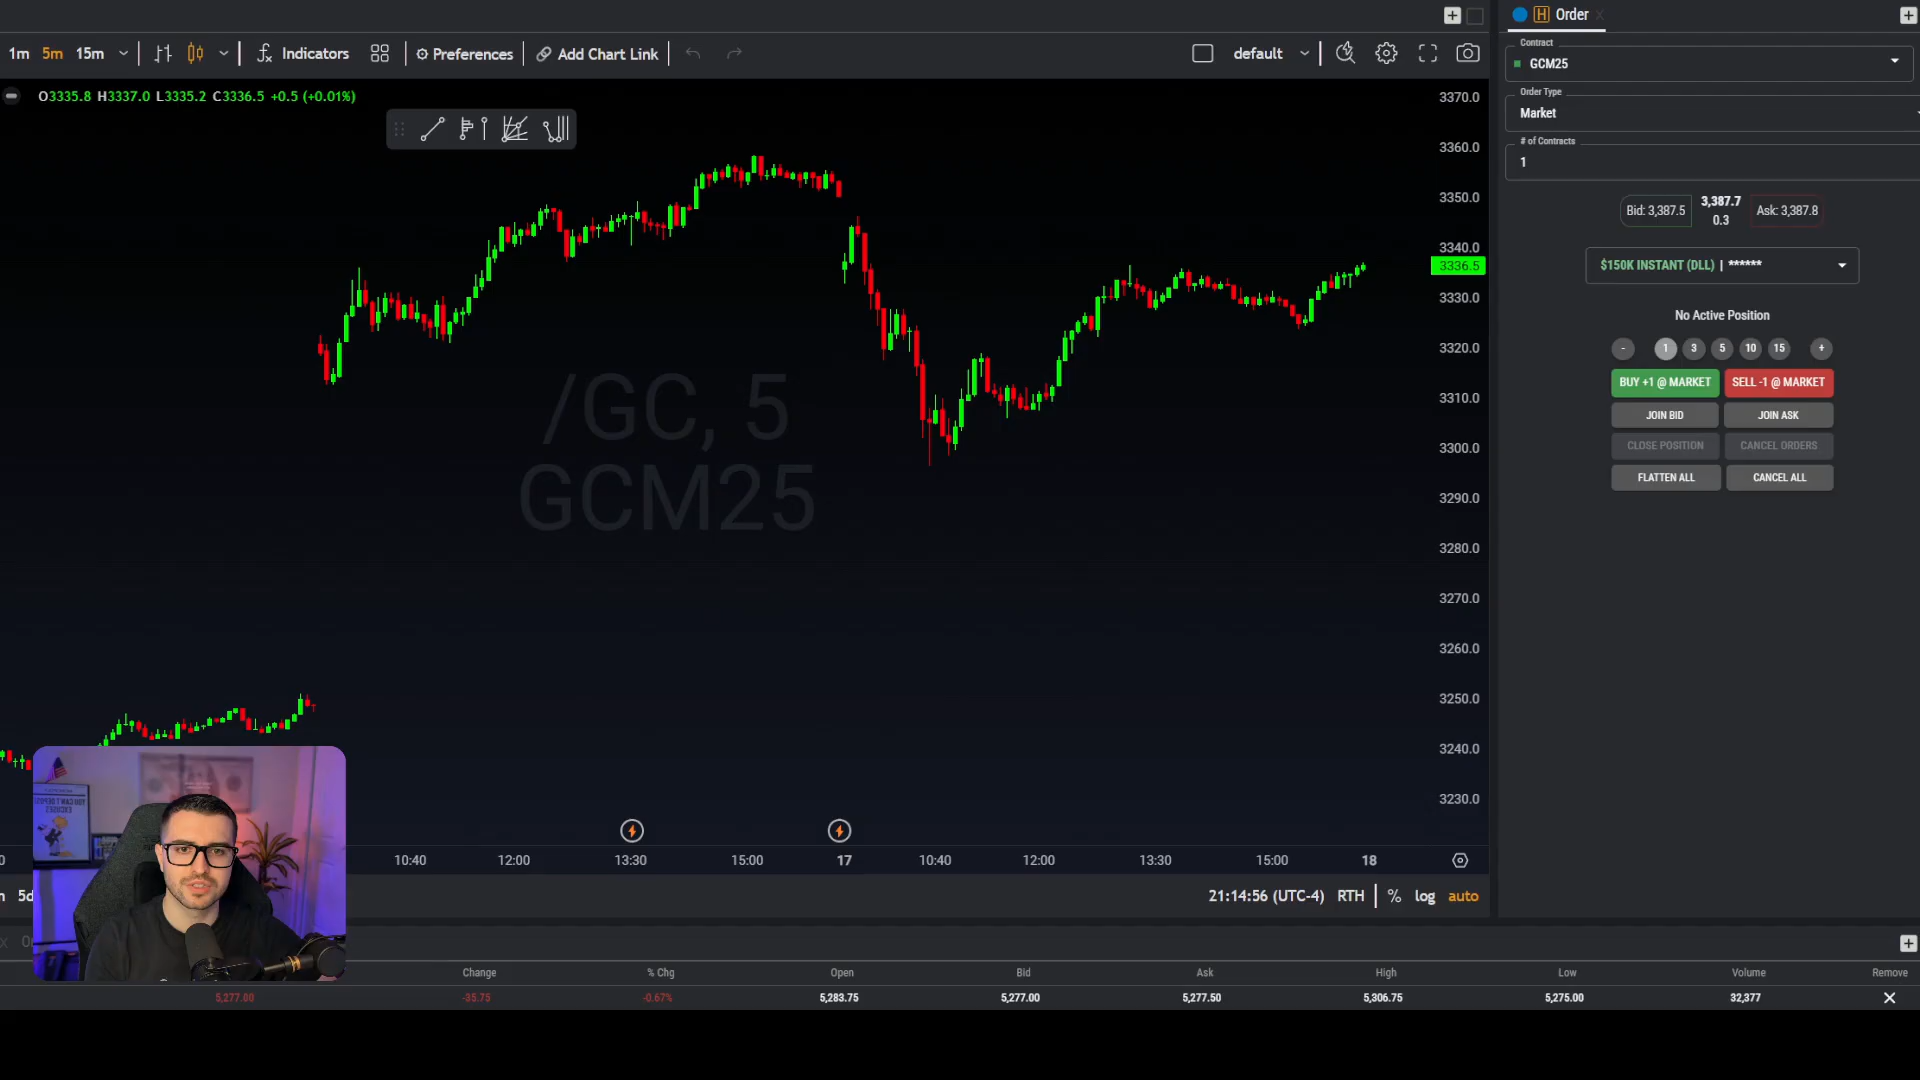 Order
1m 5m 15m Indicators Preferences Add Chart Link default
Contract
GCM25
O3335.8 H3337.0 L3335.2 C3336.5 +0.5 (+0.01%)
Order Type
Market
# of Contracts
1
3370.0
3360.0
3350.0
3340.0
3336.5
3330.0
3320.0
3310.0
3300.0
3290.0
3280.0
3270.0
3260.0
3250.0
3240.0
3230.0
/GC, 5
GCM25
Bid: 3,387.5
3,387.7
0.3
Ask: 3,387.8
$150K INSTANT (DLL) | ******
No Active Position
- 1 3 5 10 15 +
BUY +1 @ MARKET SELL -1 @ MARKET
JOIN BID JOIN ASK
CLOSE POSITION CANCEL ORDERS
FLATTEN ALL CANCEL ALL
10:40 12:00 13:30 15:00 17 10:40 12:00 13:30 15:00 18
21:14:56 (UTC-4) RTH % log auto
Change % Chg Open Bid Ask High Low Volume Remove
5,277.00 -35.75 -0.67% 5,283.75 5,277.00 5,277.50 5,306.75 5,275.00 32,377